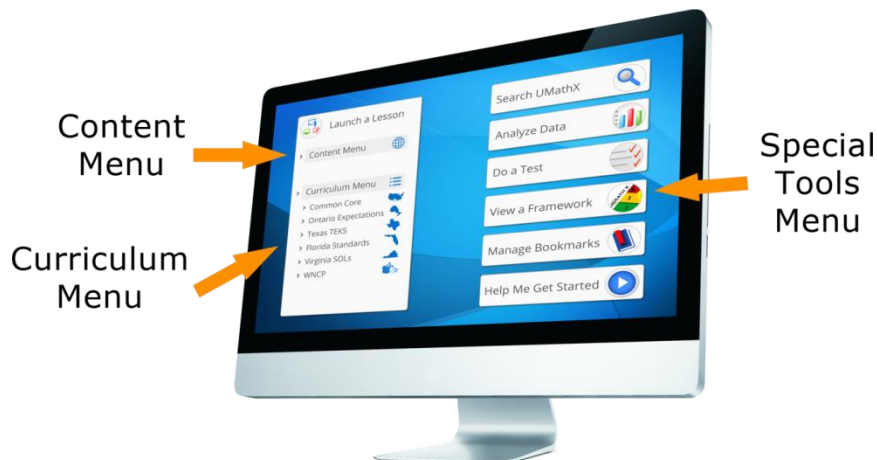 Content
Menu
Curriculum
Menu
Launch a Lesson
› Content Menu
› Curriculum Menu
› Common Core
› Ontario Expectations
› Texas TEKS
› Florida Standards
› Virginia SOLs
› WNCP
Search UMathX
Analyze Data
Do a Test
View a Framework
Manage Bookmarks
Help Me Get Started
Special
Tools
Menu